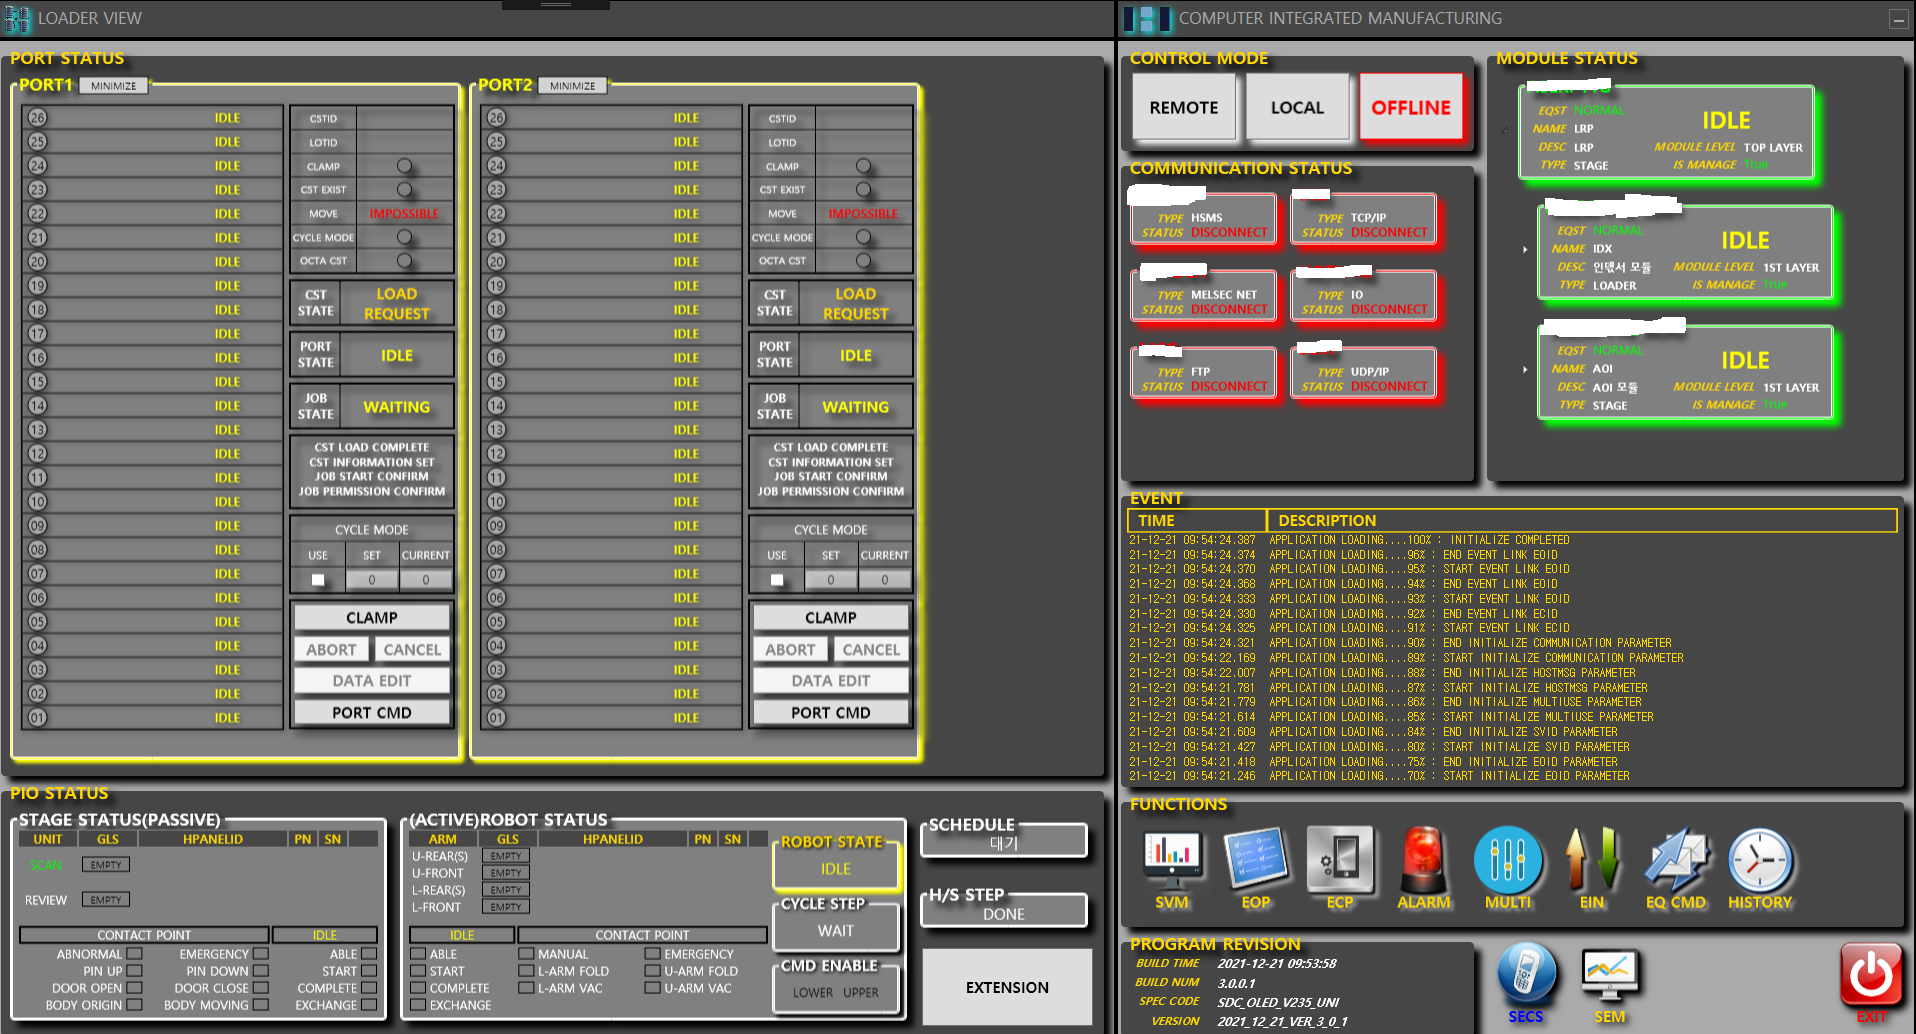 LOADER VIEW
PORT STATUS
PORT1 MINIMIZE
26 IDLE
25 IDLE
24 IDLE
23 IDLE
22 IDLE
21 IDLE
20 IDLE
19 IDLE
18 IDLE
17 IDLE
16 IDLE
15 IDLE
14 IDLE
13 IDLE
12 IDLE
11 IDLE
10 IDLE
09 IDLE
08 IDLE
07 IDLE
06 IDLE
05 IDLE
04 IDLE
03 IDLE
02 IDLE
01 IDLE
CSTID
LOTID
CLAMP
CST EXIST
MOVE IMPOSSIBLE
CYCLE MODE
OCTA CST
CST STATE LOAD REQUEST
PORT STATE IDLE
JOB STATE WAITING
CST LOAD COMPLETE
CST INFORMATION SET
JOB START CONFIRM
JOB PERMISSION CONFIRM
CYCLE MODE
USE SET CURRENT
0 0
CLAMP
ABORT CANCEL
DATA EDIT
PORT CMD
PORT2 MINIMIZE
26 IDLE
25 IDLE
24 IDLE
23 IDLE
22 IDLE
21 IDLE
20 IDLE
19 IDLE
18 IDLE
17 IDLE
16 IDLE
15 IDLE
14 IDLE
13 IDLE
12 IDLE
11 IDLE
10 IDLE
09 IDLE
08 IDLE
07 IDLE
06 IDLE
05 IDLE
04 IDLE
03 IDLE
02 IDLE
01 IDLE
CSTID
LOTID
CLAMP
CST EXIST
MOVE IMPOSSIBLE
CYCLE MODE
OCTA CST
CST STATE LOAD REQUEST
PORT STATE IDLE
JOB STATE WAITING
CST LOAD COMPLETE
CST INFORMATION SET
JOB START CONFIRM
JOB PERMISSION CONFIRM
CYCLE MODE
USE SET CURRENT
0 0
CLAMP
ABORT CANCEL
DATA EDIT
PORT CMD
PIO STATUS
STAGE STATUS(PASSIVE)
UNIT GLS HPANELID PN SN
SCAN EMPTY
REVIEW EMPTY
CONTACT POINT IDLE
ABNORMAL EMERGENCY ABLE
PIN UP PIN DOWN START
DOOR OPEN DOOR CLOSE COMPLETE
BODY ORIGIN BODY MOVING EXCHANGE
(ACTIVE)ROBOT STATUS
ARM GLS HPANELID PN SN
U-REAR(S) EMPTY
U-FRONT EMPTY
L-REAR(S) EMPTY
L-FRONT EMPTY
IDLE CONTACT POINT
ABLE MANUAL EMERGENCY
START L-ARM FOLD U-ARM FOLD
COMPLETE L-ARM VAC U-ARM VAC
EXCHANGE
ROBOT STATE
IDLE
CYCLE STEP
WAIT
CMD ENABLE
LOWER UPPER
SCHEDULE
대기
H/S STEP
DONE
EXTENSION
COMPUTER INTEGRATED MANUFACTURING
CONTROL MODE
REMOTE LOCAL OFFLINE
COMMUNICATION STATUS
TYPE HSMS
STATUS DISCONNECT
TYPE TCP/IP
STATUS DISCONNECT
TYPE MELSEC NET
STATUS DISCONNECT
TYPE IO
STATUS DISCONNECT
TYPE FTP
STATUS DISCONNECT
TYPE UDP/IP
STATUS DISCONNECT
MODULE STATUS
EQST NORMAL
NAME LRP
DESC LRP
TYPE STAGE
IDLE
MODULE LEVEL TOP LAYER
IS MANAGE True
EQST NORMAL
NAME IDX
DESC 인덱서 모듈
TYPE LOADER
IDLE
MODULE LEVEL 1ST LAYER
IS MANAGE True
EQST NORMAL
NAME AOI
DESC AOI 모듈
TYPE STAGE
IDLE
MODULE LEVEL 1ST LAYER
IS MANAGE True
EVENT
TIME DESCRIPTION
21-12-21 09:54:24.387 APPLICATION LOADING....100% : INITIALIZE COMPLETED
21-12-21 09:54:24.374 APPLICATION LOADING....96% : END EVENT LINK EOID
21-12-21 09:54:24.370 APPLICATION LOADING....95% : START EVENT LINK EOID
21-12-21 09:54:24.368 APPLICATION LOADING....94% : END EVENT LINK EOID
21-12-21 09:54:24.333 APPLICATION LOADING....93% : START EVENT LINK EOID
21-12-21 09:54:24.330 APPLICATION LOADING....92% : END EVENT LINK ECID
21-12-21 09:54:24.325 APPLICATION LOADING....91% : START EVENT LINK ECID
21-12-21 09:54:24.321 APPLICATION LOADING....90% : END INITIALIZE COMMUNICATION PARAMETER
21-12-21 09:54:22.169 APPLICATION LOADING....89% : START INITIALIZE COMMUNICATION PARAMETER
21-12-21 09:54:22.007 APPLICATION LOADING....88% : END INITIALIZE HOSTMSG PARAMETER
21-12-21 09:54:21.781 APPLICATION LOADING....87% : START INITIALIZE HOSTMSG PARAMETER
21-12-21 09:54:21.779 APPLICATION LOADING....86% : END INITIALIZE MULTIUSE PARAMETER
21-12-21 09:54:21.614 APPLICATION LOADING....85% : START INITIALIZE MULTIUSE PARAMETER
21-12-21 09:54:21.609 APPLICATION LOADING....84% : END INITIALIZE SVID PARAMETER
21-12-21 09:54:21.427 APPLICATION LOADING....80% : START INITIALIZE SVID PARAMETER
21-12-21 09:54:21.418 APPLICATION LOADING....75% : END INITIALIZE EOID PARAMETER
21-12-21 09:54:21.246 APPLICATION LOADING....70% : START INITIALIZE EOID PARAMETER
FUNCTIONS
SVM EOP ECP ALARM MULTI EIN EQ CMD HISTORY
PROGRAM REVISION
BUILD TIME 2021-12-21 09:53:58
BUILD NUM 3.0.0.1
SPEC CODE SDC_OLED_V235_UNI
VERSION 2021_12_21_VER_3_0_1
SECS SEM EXIT